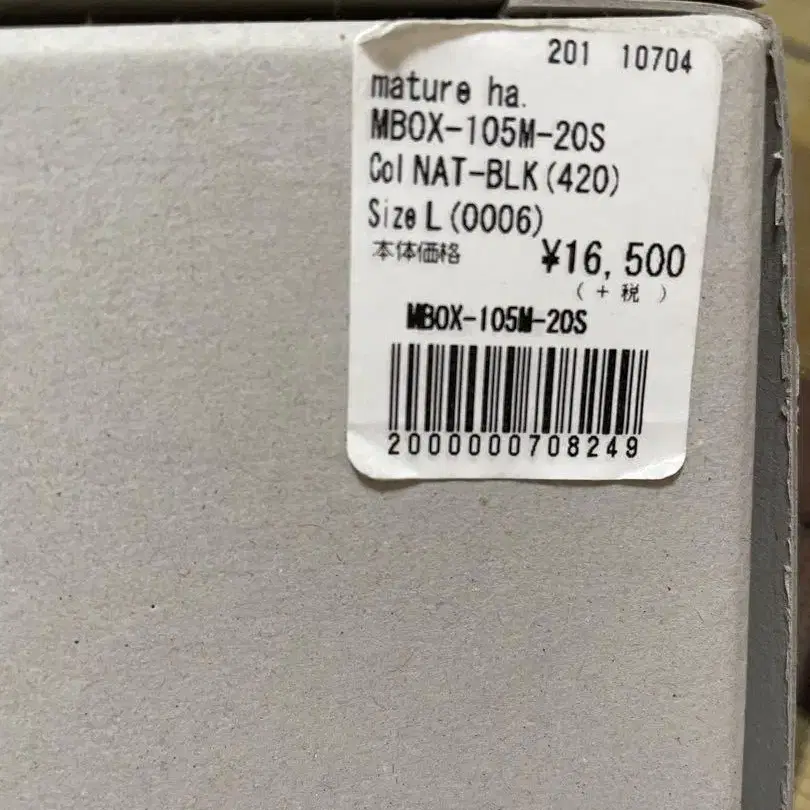 201 10704
mature ha.
MBOX-105M-20S
Col NAT-BLK(420)
Size L(0006)
本体価格 ¥16,500
(+税)
MBOX-105M-20S
2000000708249